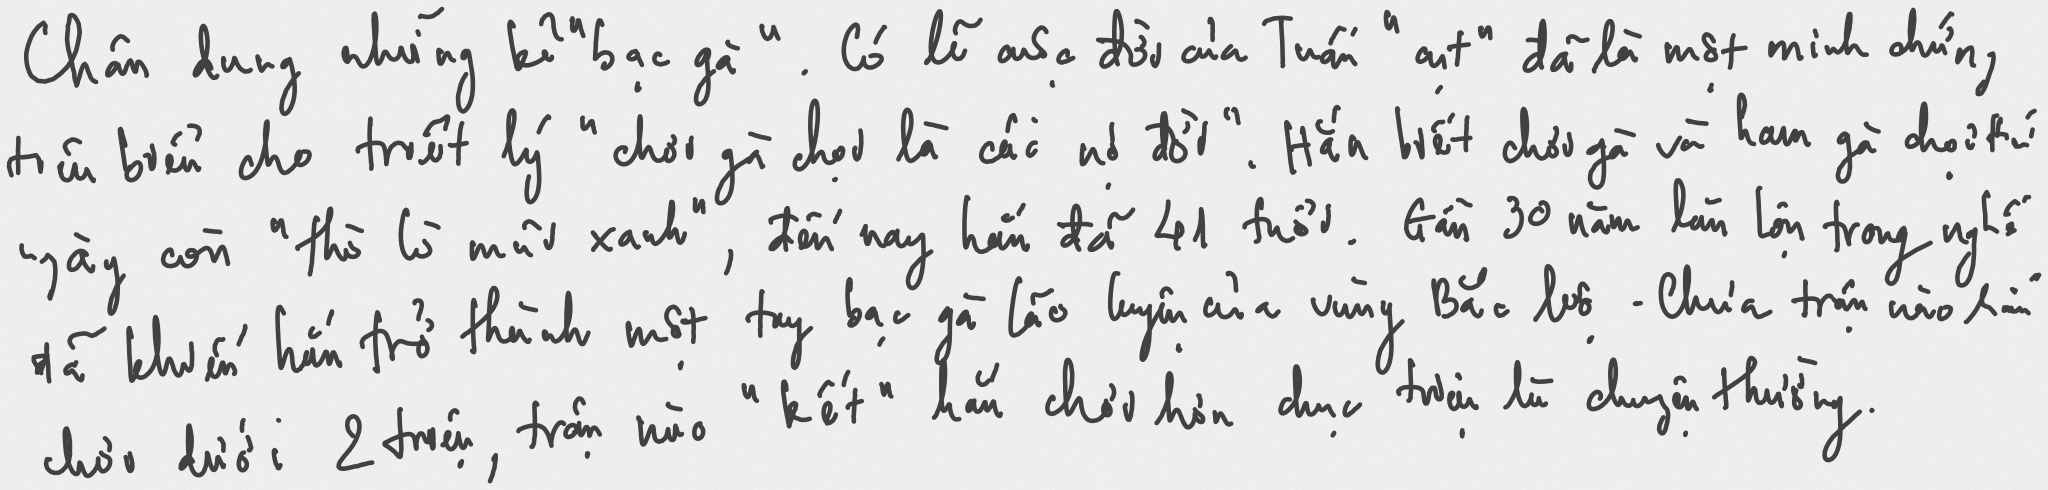 Chân dung những kẻ "bạc gà". Có lẽ cuộc đời của Tuấn "cụt" đã là một minh chứng
tiêu biểu cho triết lý "chơi gà chọi là cái nợ đời". Hắn biết chơi gà và ham gà chọi từ
ngày còn "thò lò mũi xanh", đến nay hắn đã 41 tuổi. Gần 30 năm lăn lộn trong nghề
đã khiến hắn trở thành một tay bạc gà lão luyện của vùng Bắc bộ - Chưa trận nào hắn
chơi dưới 2 triệu, trận nào "kết" hắn chơi hàng chục triệu là chuyện thường.